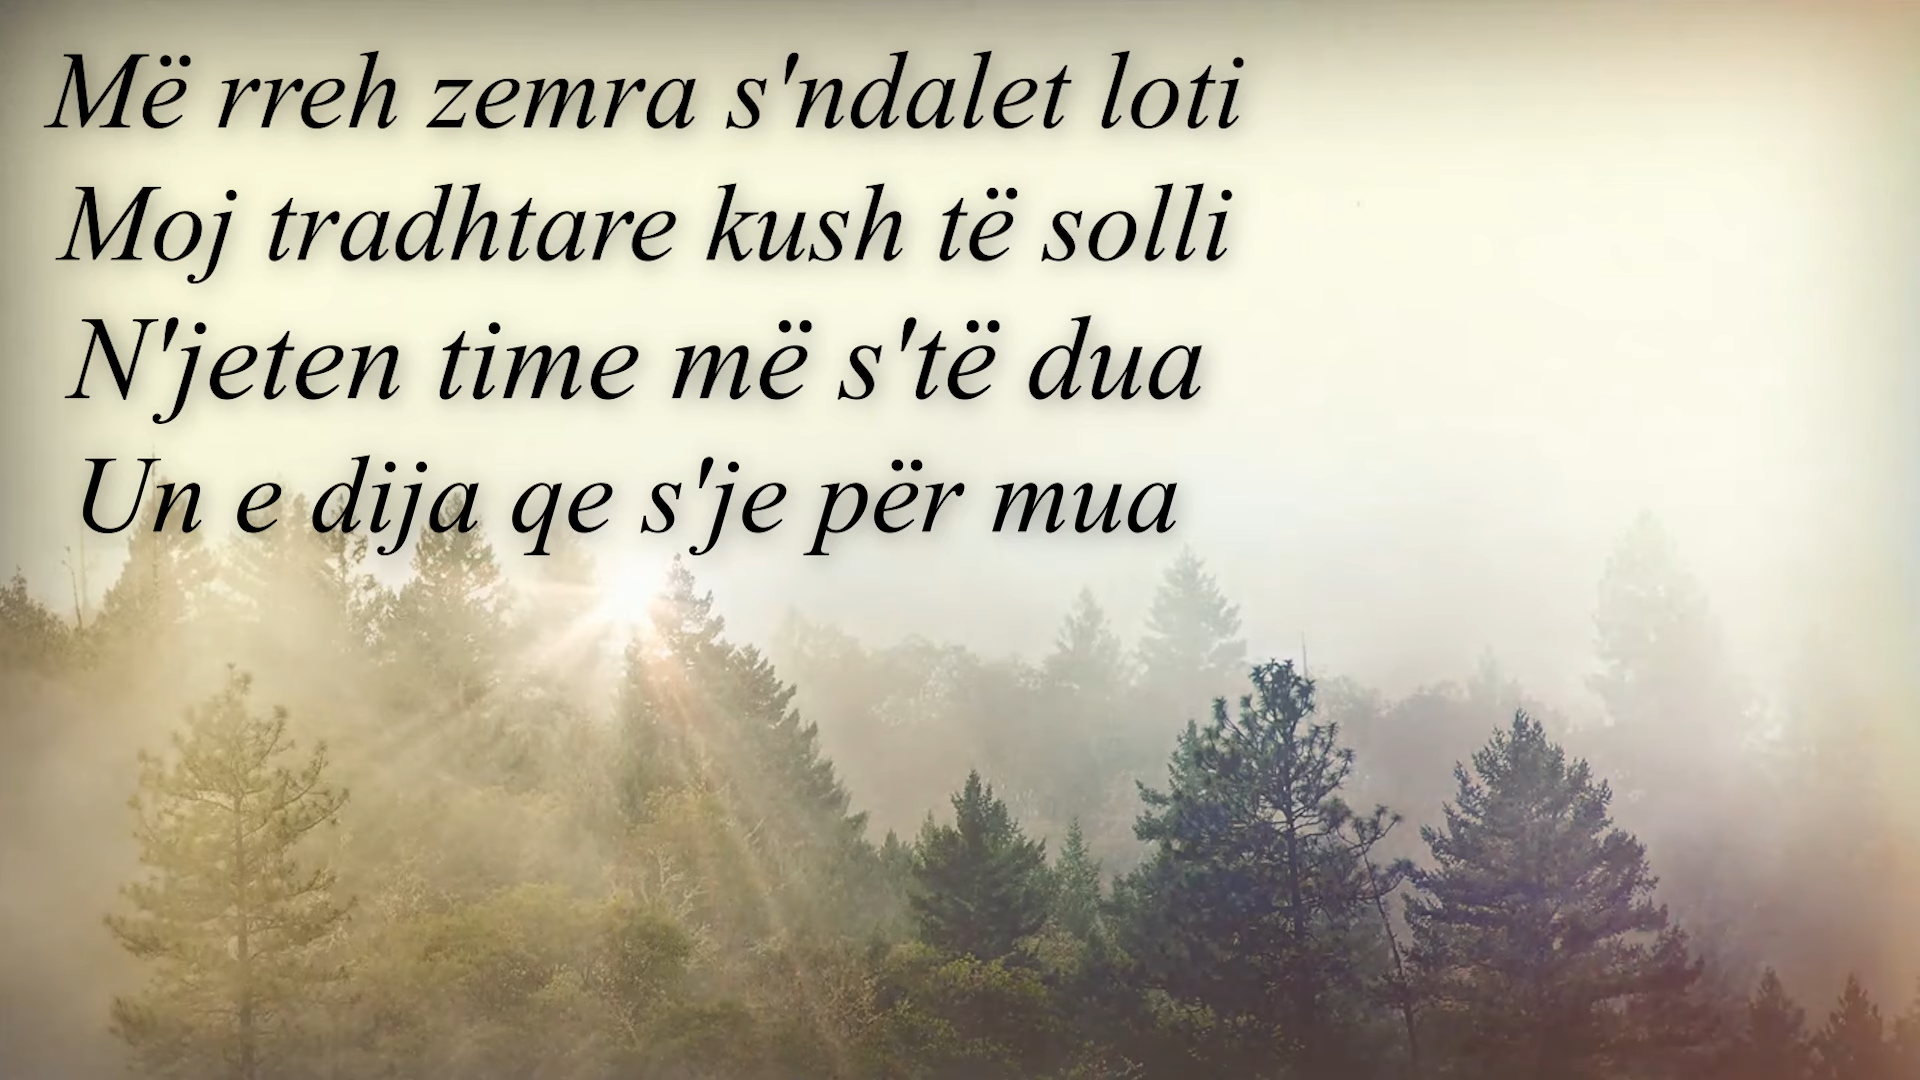 Më rreh zemra s'ndalet loti
Moj tradhtare kush të solli
N'jeten time më s'të dua
Un e dija qe s'je për mua